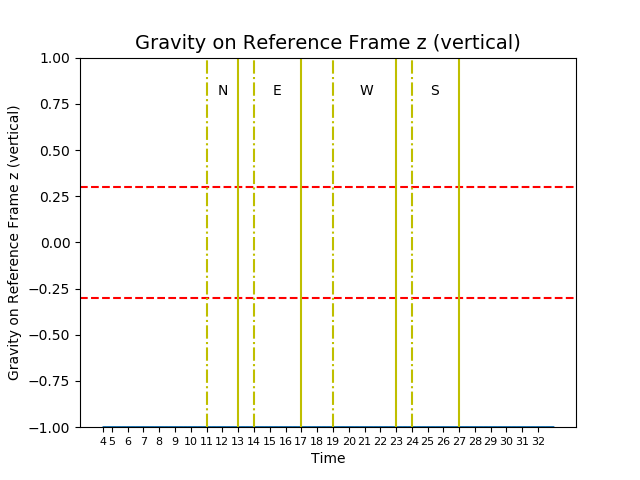 Gravity on Reference Frame z (vertical)
Gravity on Reference Frame z (vertical)
1.00
0.75
0.50
0.25
0.00
−0.25
−0.50
−0.75
−1.00
N E W S
4 5 6 7 8 9 10 11 12 13 14 15 16 17 18 19 20 21 22 23 24 25 26 27 28 29 30 31 32
Time